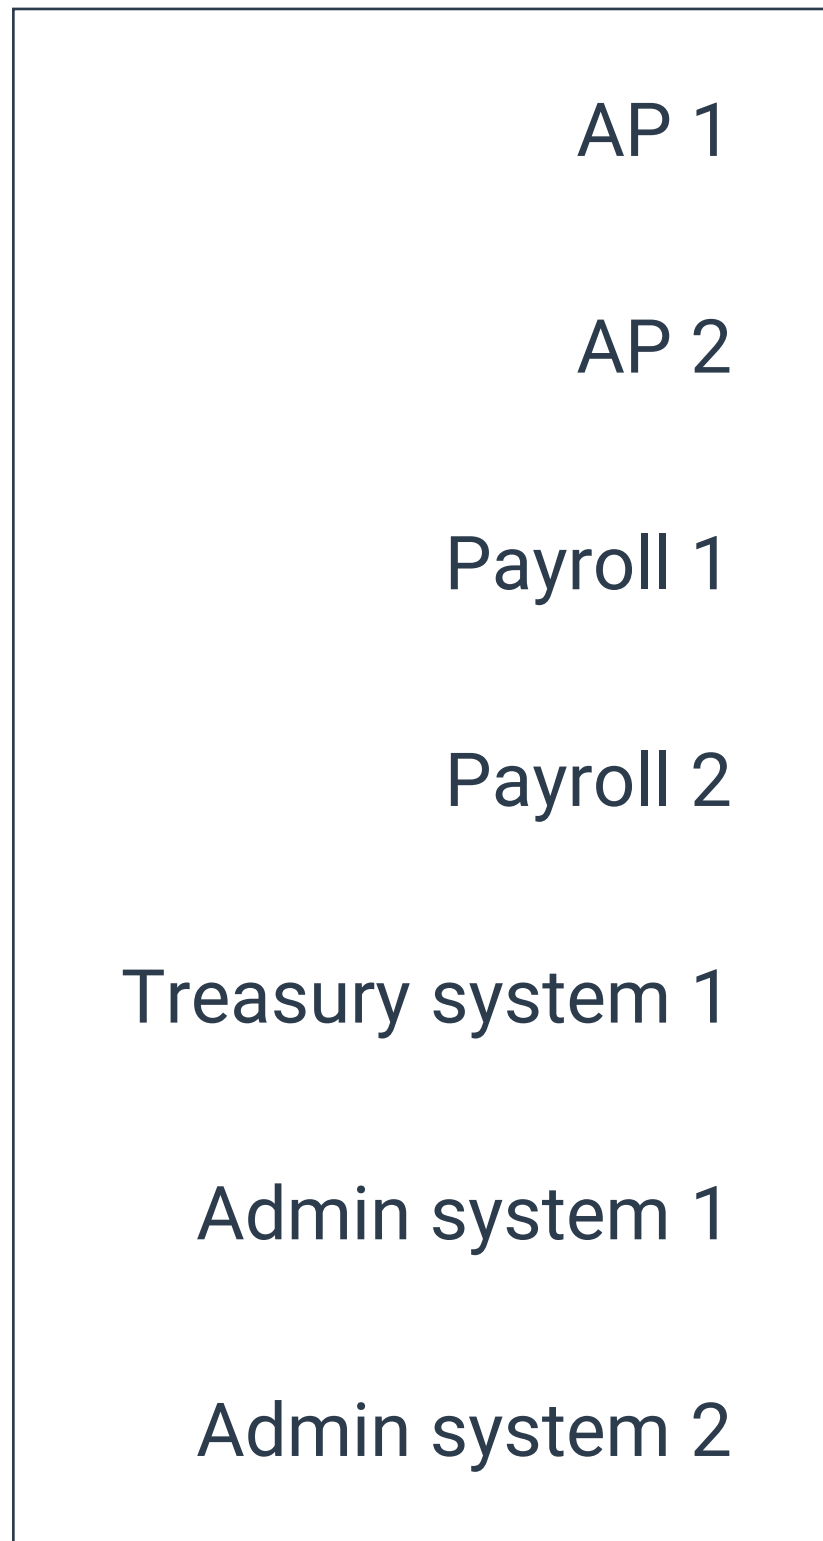 AP 1
AP 2
Payroll 1
Payroll 2
Treasury system 1
Admin system 1
Admin system 2